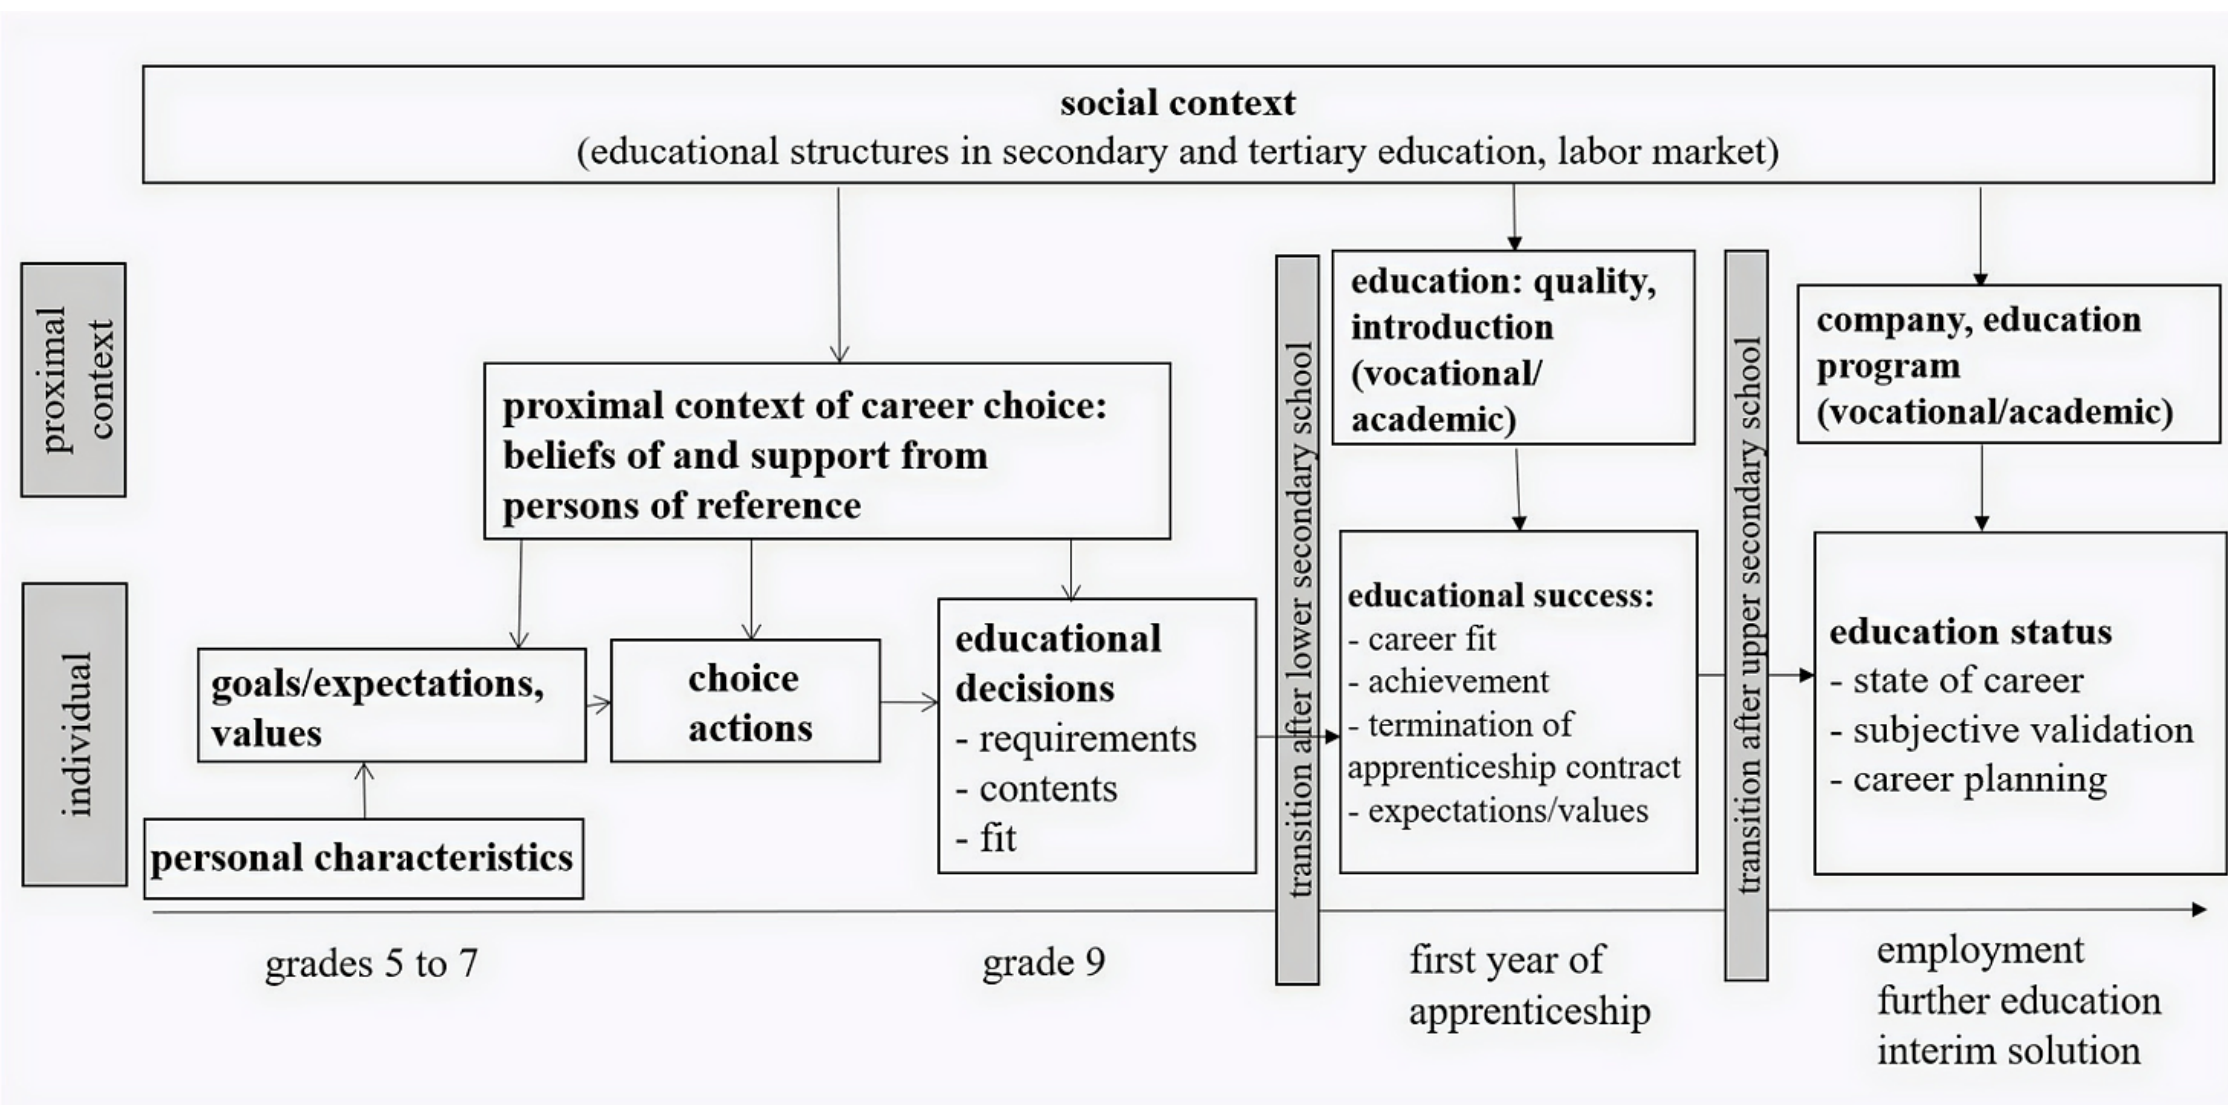 social context
(educational structures in secondary and tertiary education, labor market)
proximal
context
proximal context of career choice:
beliefs of and support from
persons of reference
transition after lower secondary school
education: quality,
introduction
(vocational/
academic)
transition after upper secondary school
company, education
program
(vocational/academic)
individual
goals/expectations,
values
choice
actions
educational
decisions
- requirements
- contents
- fit
educational success:
- career fit
- achievement
- termination of
apprenticeship contract
- expectations/values
education status
- state of career
- subjective validation
- career planning
personal characteristics
grades 5 to 7
grade 9
first year of
apprenticeship
employment
further education
interim solution